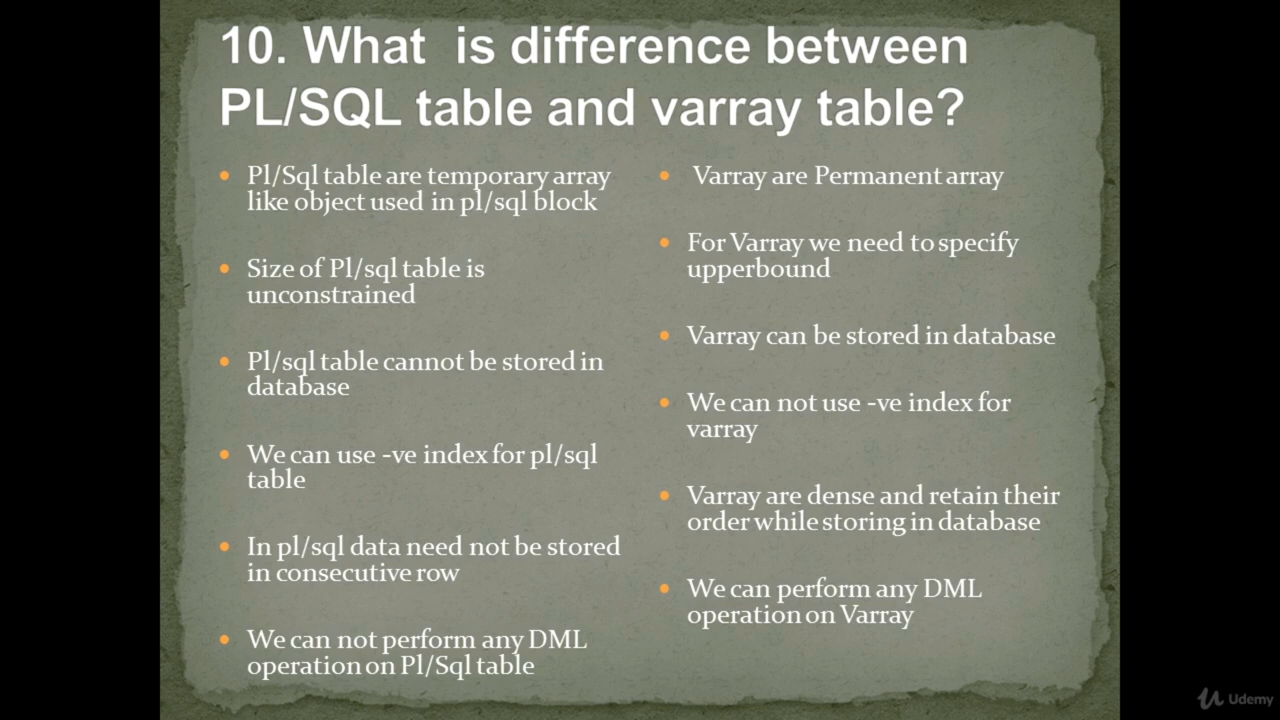 10. What is difference between
PL/SQL table and varray table?
Pl/Sql table are temporary array
like object used in pl/sql block
Size of Pl/sql table is
unconstrained
Pl/sql table cannot be stored in
database
We can use -ve index for pl/sql
table
In pl/sql data need not be stored
in consecutive row
We can not perform any DML
operation on Pl/Sql table
Varray are Permanent array
For Varray we need to specify
upperbound
Varray can be stored in database
We can not use -ve index for
varray
Varray are dense and retain their
order while storing in database
We can perform any DML
operation on Varray
Udemy